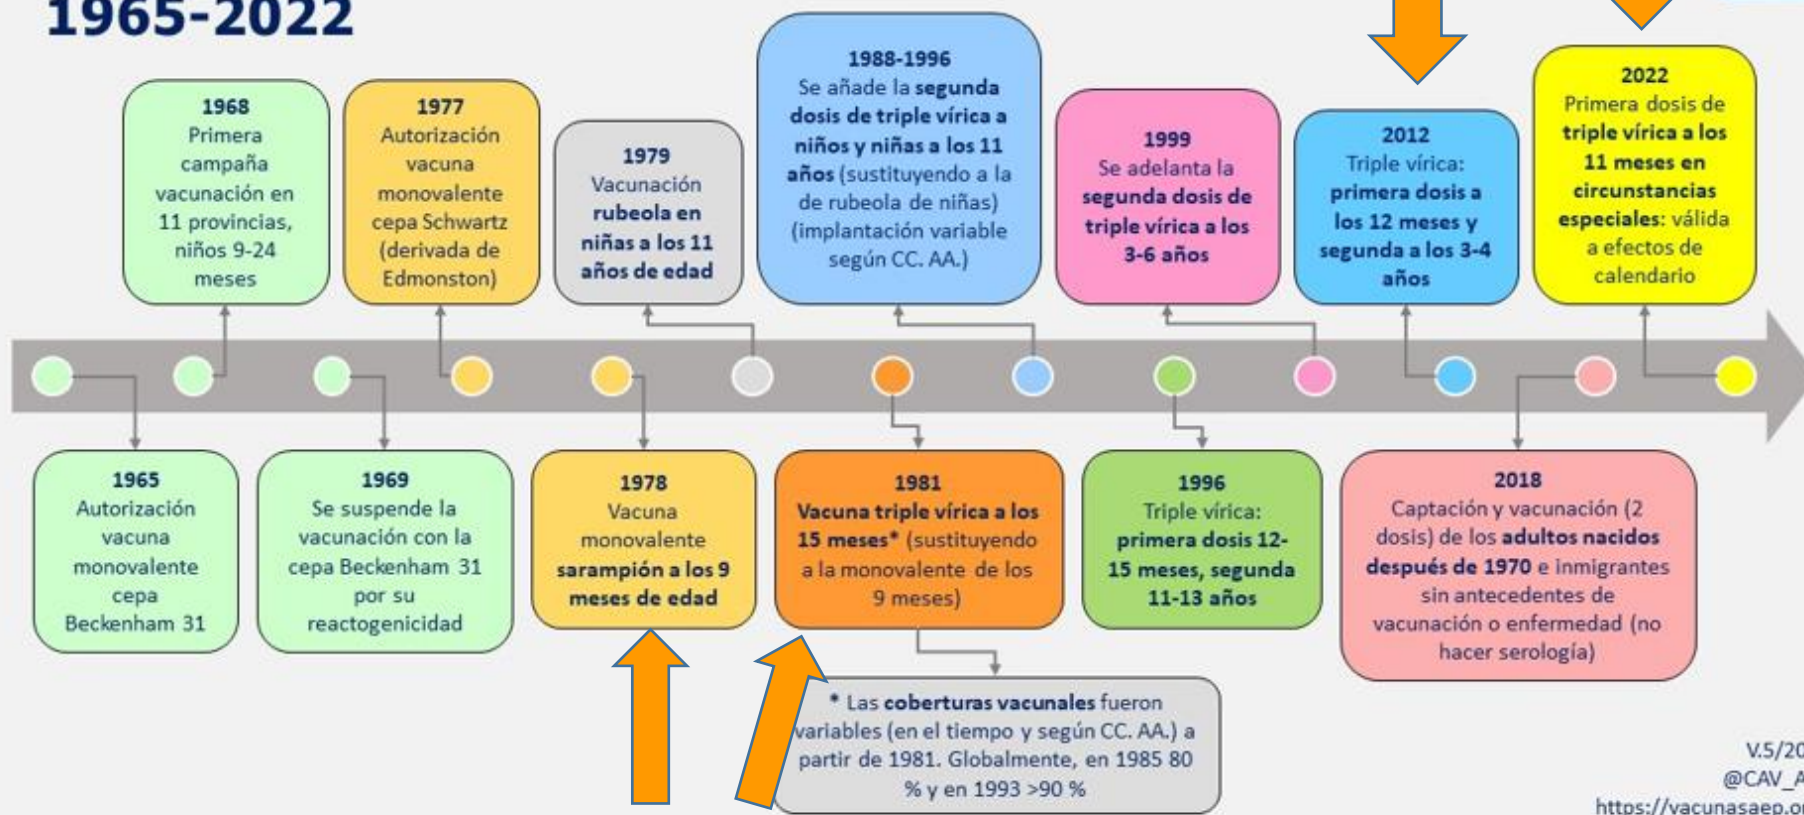 1965-2022
1968
Primera
campaña
vacunación en
11 provincias,
niños 9-24
meses
1977
Autorización
vacuna
monovalente
cepa Schwartz
(derivada de
Edmonston)
1979
Vacunación
rubeola en
niñas a los 11
años de edad
1988-1996
Se añade la segunda
dosis de triple vírica a
niños y niñas a los 11
años (sustituyendo a la
de rubeola de niñas)
(implantación variable
según CC. AA.)
1999
Se adelanta la
segunda dosis de
triple vírica a los
3-6 años
2012
Triple vírica:
primera dosis a
los 12 meses y
segunda a los 3-4
años
2022
Primera dosis de
triple vírica a los
11 meses en
circunstancias
especiales: válida
a efectos de
calendario
1965
Autorización
vacuna
monovalente
cepa
Beckenham 31
1969
Se suspende la
vacunación con la
cepa Beckenham 31
por su
reactogenicidad
1978
Vacuna
monovalente
sarampión a los 9
meses de edad
1981
Vacuna triple vírica a los
15 meses* (sustituyendo
a la monovalente de los
9 meses)
1996
Triple vírica:
primera dosis 12-
15 meses, segunda
11-13 años
2018
Captación y vacunación (2
dosis) de los adultos nacidos
después de 1970 e inmigrantes
sin antecedentes de
vacunación o enfermedad (no
hacer serología)
* Las coberturas vacunales fueron
variables (en el tiempo y según CC. AA.) a
partir de 1981. Globalmente, en 1985 80
% y en 1993 >90 %
V.5/20
@CAV_A
https://vacunasaep.o